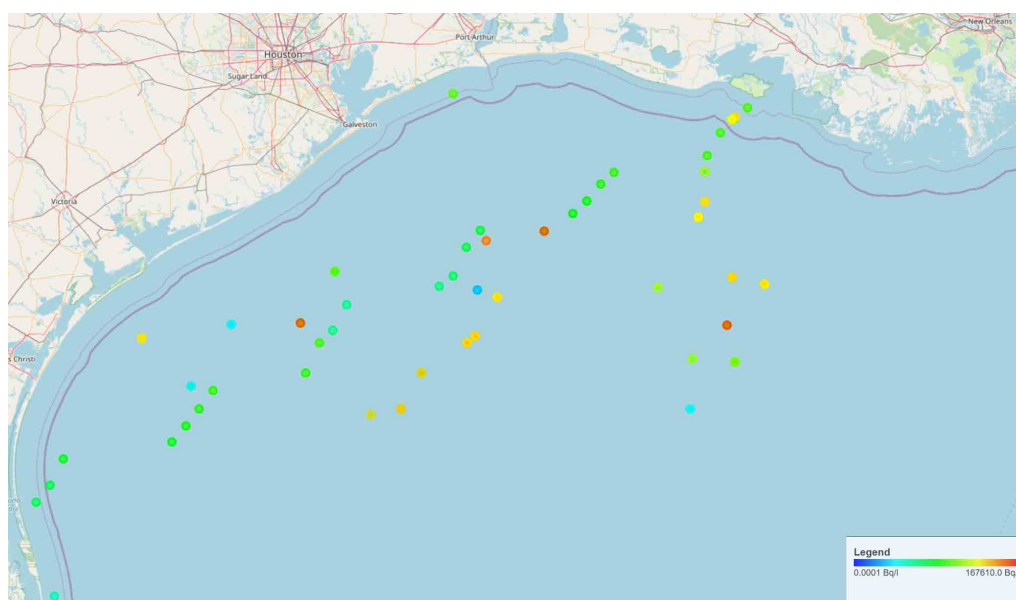 New Orleans
Port Arthur
Houston
Sugar Land
Galveston
Victoria
s Christi
Legend
0.0001 Bq/l
167610.0 Bq/